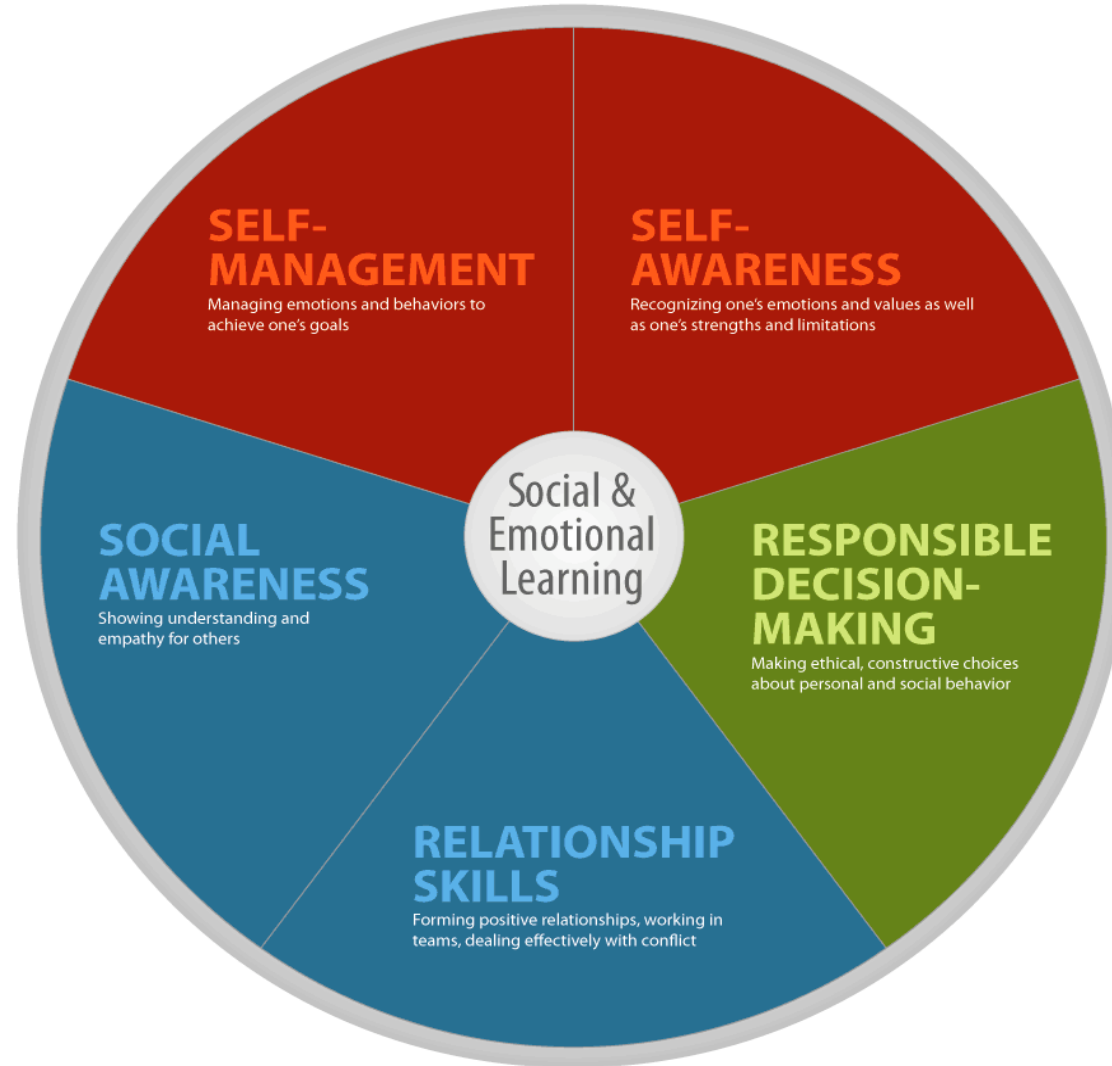 SELF-
MANAGEMENT
Managing emotions and behaviors to
achieve one's goals
SELF-
AWARENESS
Recognizing one's emotions and values as well
as one's strengths and limitations
Social &
Emotional
Learning
SOCIAL
AWARENESS
Showing understanding and
empathy for others
RESPONSIBLE
DECISION-
MAKING
Making ethical, constructive choices
about personal and social behavior
RELATIONSHIP
SKILLS
Forming positive relationships, working in
teams, dealing effectively with conflict